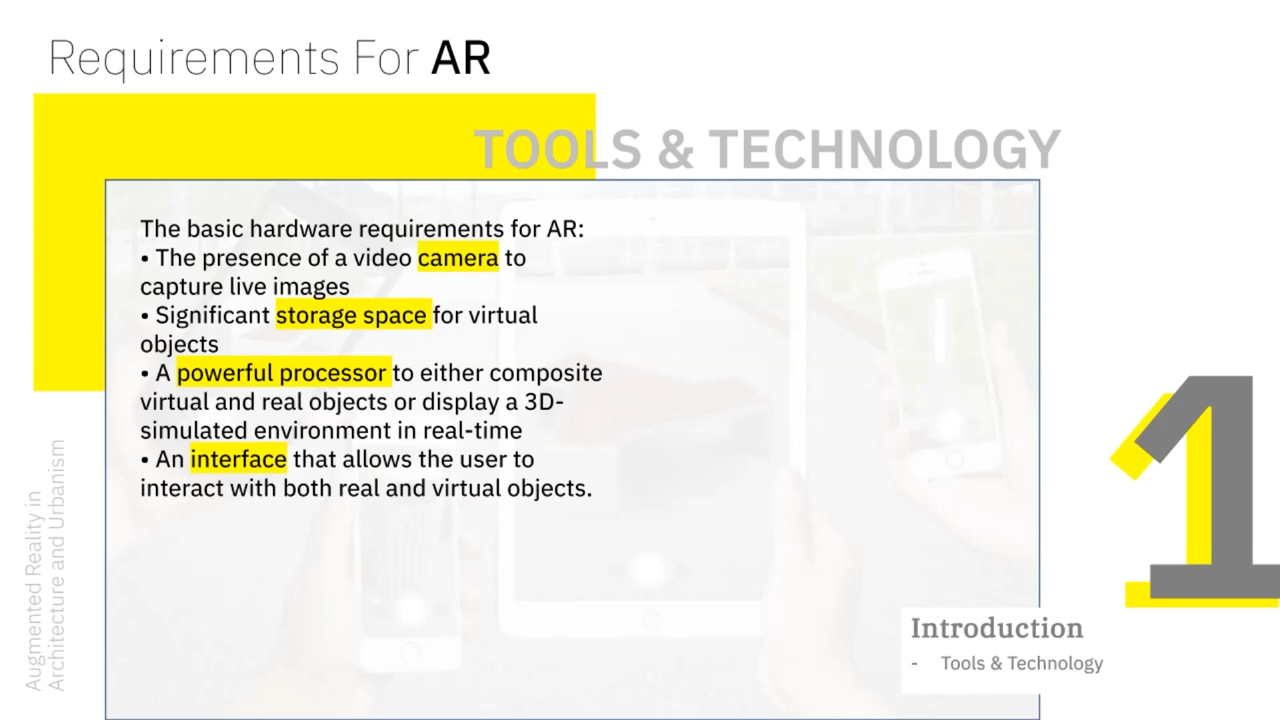 Requirements For AR
TOOLS & TECHNOLOGY
The basic hardware requirements for AR:
• The presence of a video camera to
capture live images
• Significant storage space for virtual
objects
• A powerful processor to either composite
virtual and real objects or display a 3D-
simulated environment in real-time
• An interface that allows the user to
interact with both real and virtual objects.
Augmented Reality in
Architecture and Urbanism
1
Introduction
- Tools & Technology